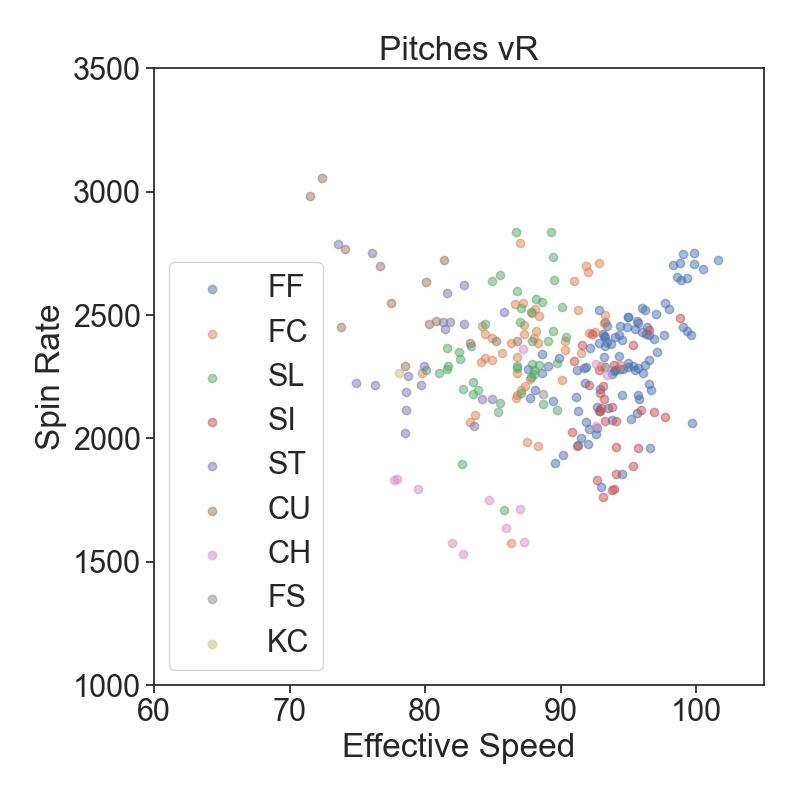 Pitches vR
3500
3000
2500
2000
1500
1000
Spin Rate
FF
FC
SL
SI
ST
CU
CH
FS
KC
60 70 80 90 100
Effective Speed